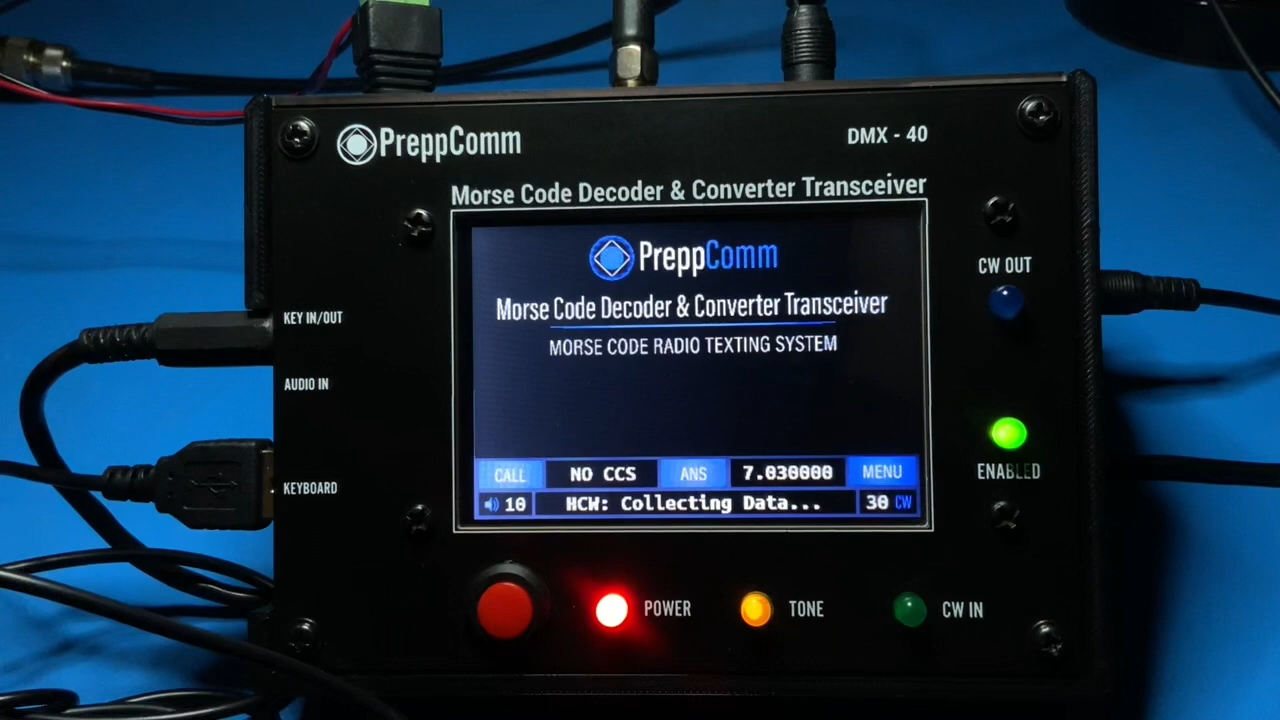 PreppComm
DMX - 40
Morse Code Decoder & Converter Transceiver
PreppComm
Morse Code Decoder & Converter Transceiver
MORSE CODE RADIO TEXTING SYSTEM
CALL NO CCS ANS 7.030000 MENU
10 HCW: Collecting Data... 30 CW
KEY IN/OUT
AUDIO IN
KEYBOARD
CW OUT
ENABLED
POWER
TONE
CW IN